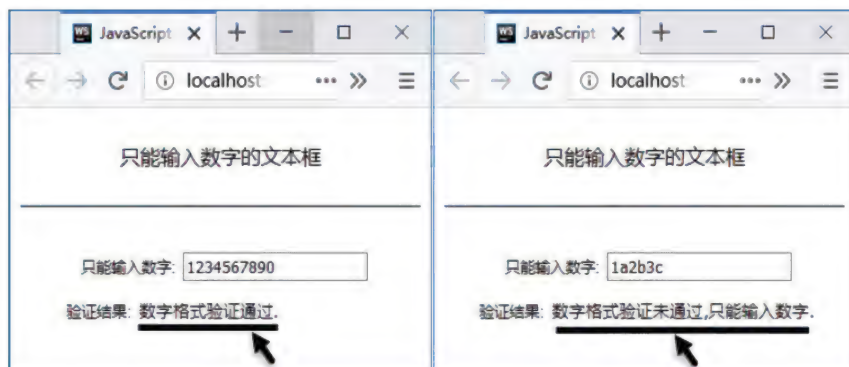 JavaScript
localhost
只能输入数字的文本框
只能输入数字: 1234567890
验证结果: 数字格式验证通过.
JavaScript
localhost
只能输入数字的文本框
只能输入数字: 1a2b3c
验证结果: 数字格式验证未通过,只能输入数字.